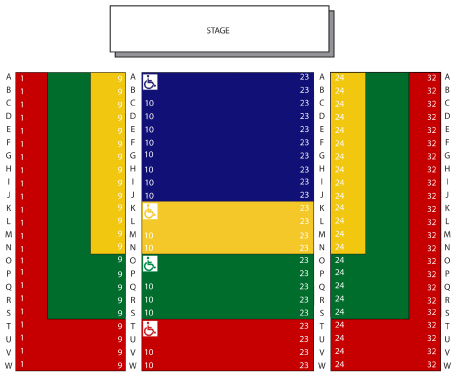 STAGE
A 1 9 A 23 A 24 32 A
B 1 9 B 23 B 24 32 B
C 1 9 C 10 23 C 24 32 C
D 1 9 D 10 23 D 24 32 D
E 1 9 E 10 23 E 24 32 E
F 1 9 F 10 23 F 24 32 F
G 1 9 G 10 23 G 24 32 G
H 1 9 H 10 23 H 24 32 H
I 1 9 I 10 23 I 24 32 I
J 1 9 J 10 23 J 24 32 J
K 1 9 K 23 K 24 32 K
L 1 9 L 23 L 24 32 L
M 1 9 M 10 23 M 24 32 M
N 1 9 N 10 23 N 24 32 N
O 1 9 O 23 O 24 32 O
P 1 9 P 23 P 24 32 P
Q 1 9 Q 10 23 Q 24 32 Q
R 1 9 R 10 23 R 24 32 R
S 1 9 S 10 23 S 24 32 S
T 1 9 T 23 T 24 32 T
U 1 9 U 23 U 24 32 U
V 1 9 V 10 23 V 24 32 V
W 1 9 W 10 23 W 24 32 W